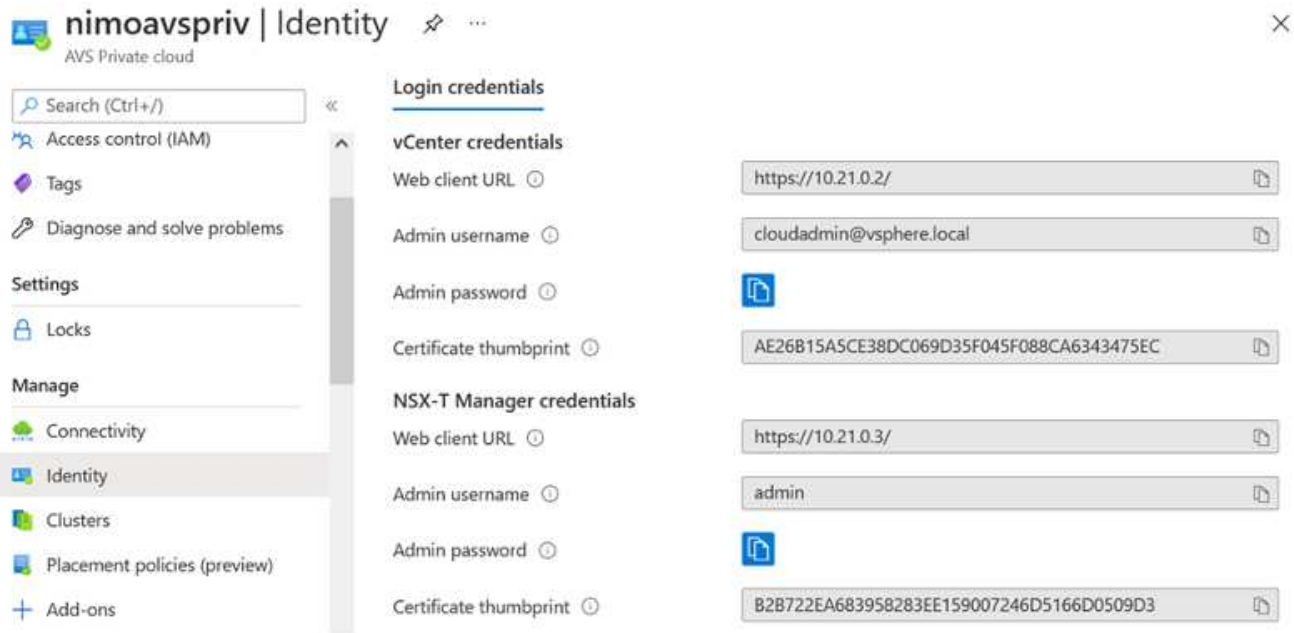 nimoavspriv | Identity ...
AVS Private cloud
Search (Ctrl+/)
«
Access control (IAM)
Tags
Diagnose and solve problems
Settings
Locks
Manage
Connectivity
Identity
Clusters
Placement policies (preview)
Add-ons
Login credentials
vCenter credentials
Web client URL https://10.21.0.2/
Admin username cloudadmin@vsphere.local
Admin password
Certificate thumbprint AE26B15A5CE38DC069D35F045F088CA6343475EC
NSX-T Manager credentials
Web client URL https://10.21.0.3/
Admin username admin
Admin password
Certificate thumbprint B2B722EA683958283EE159007246D5166D0509D3